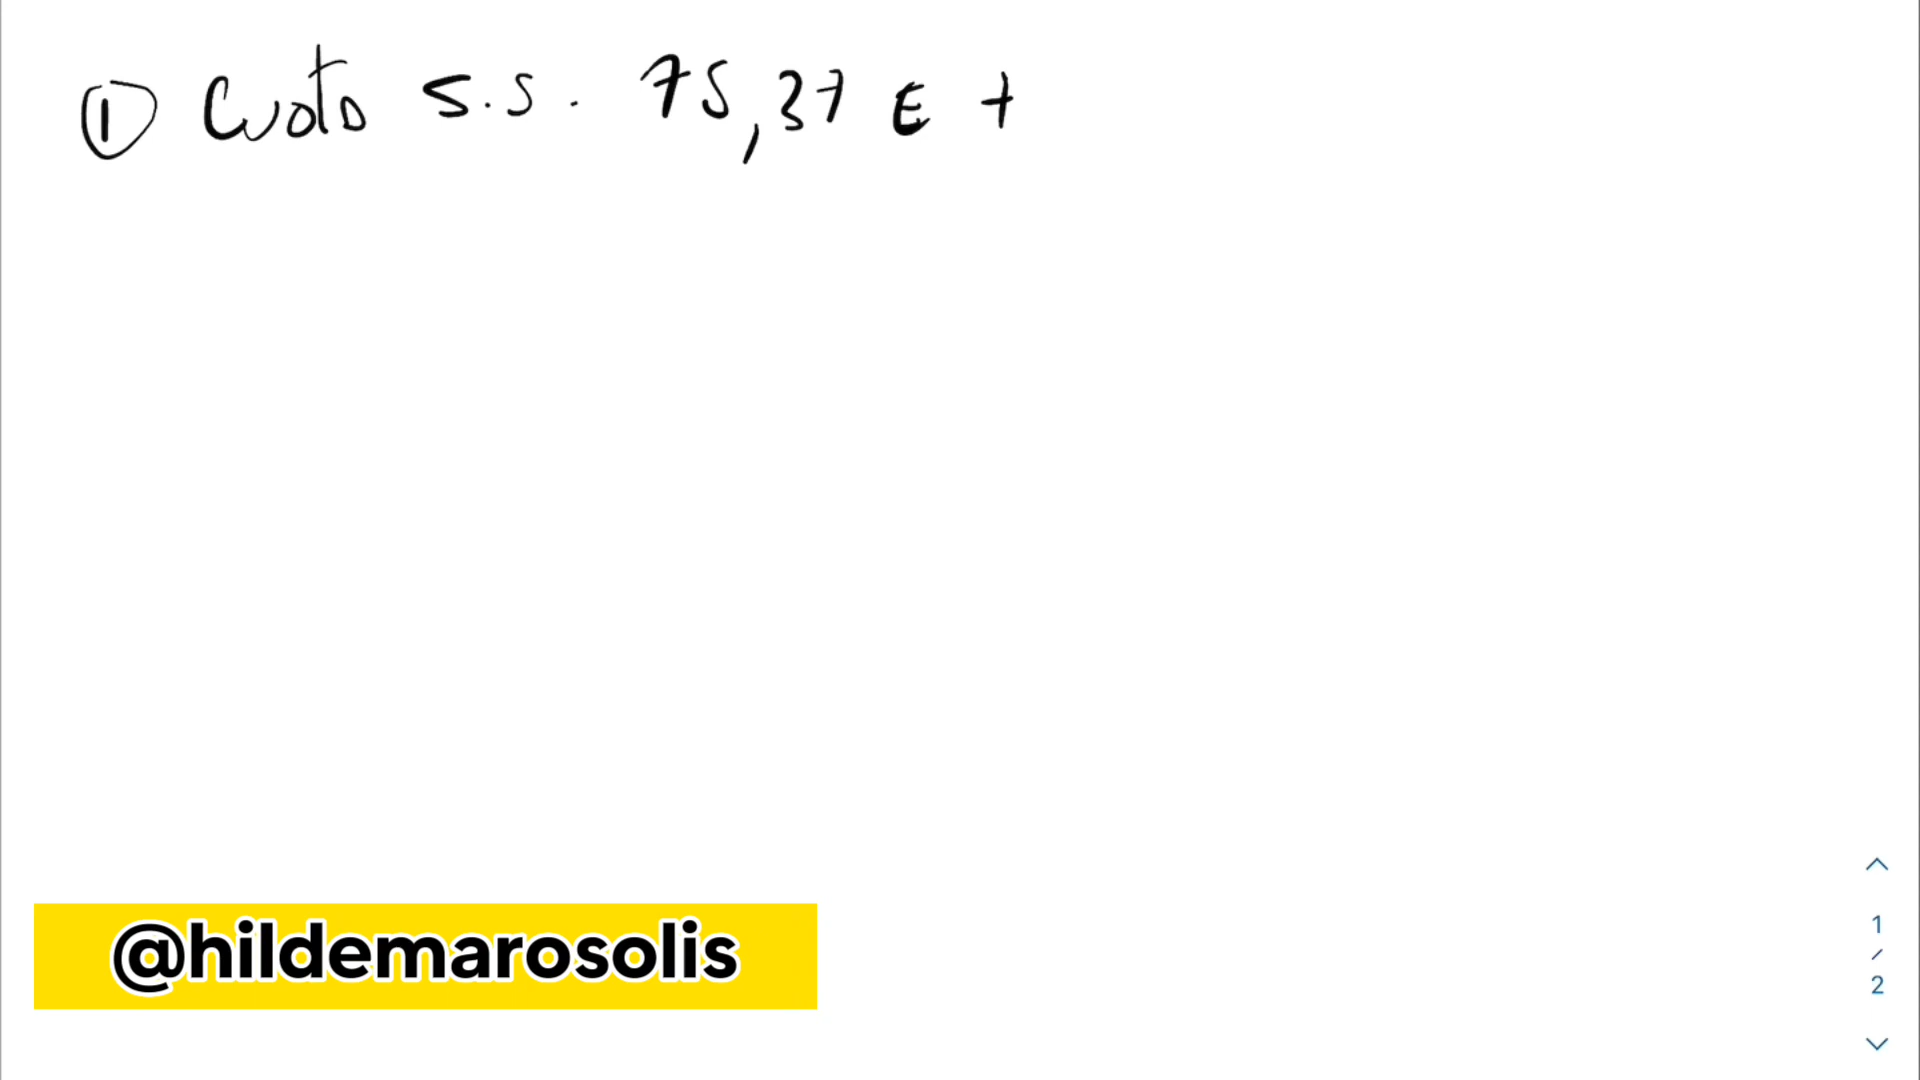 ① Cuota S.S. 75,37 € +
@hildemarosolis
1
/
2